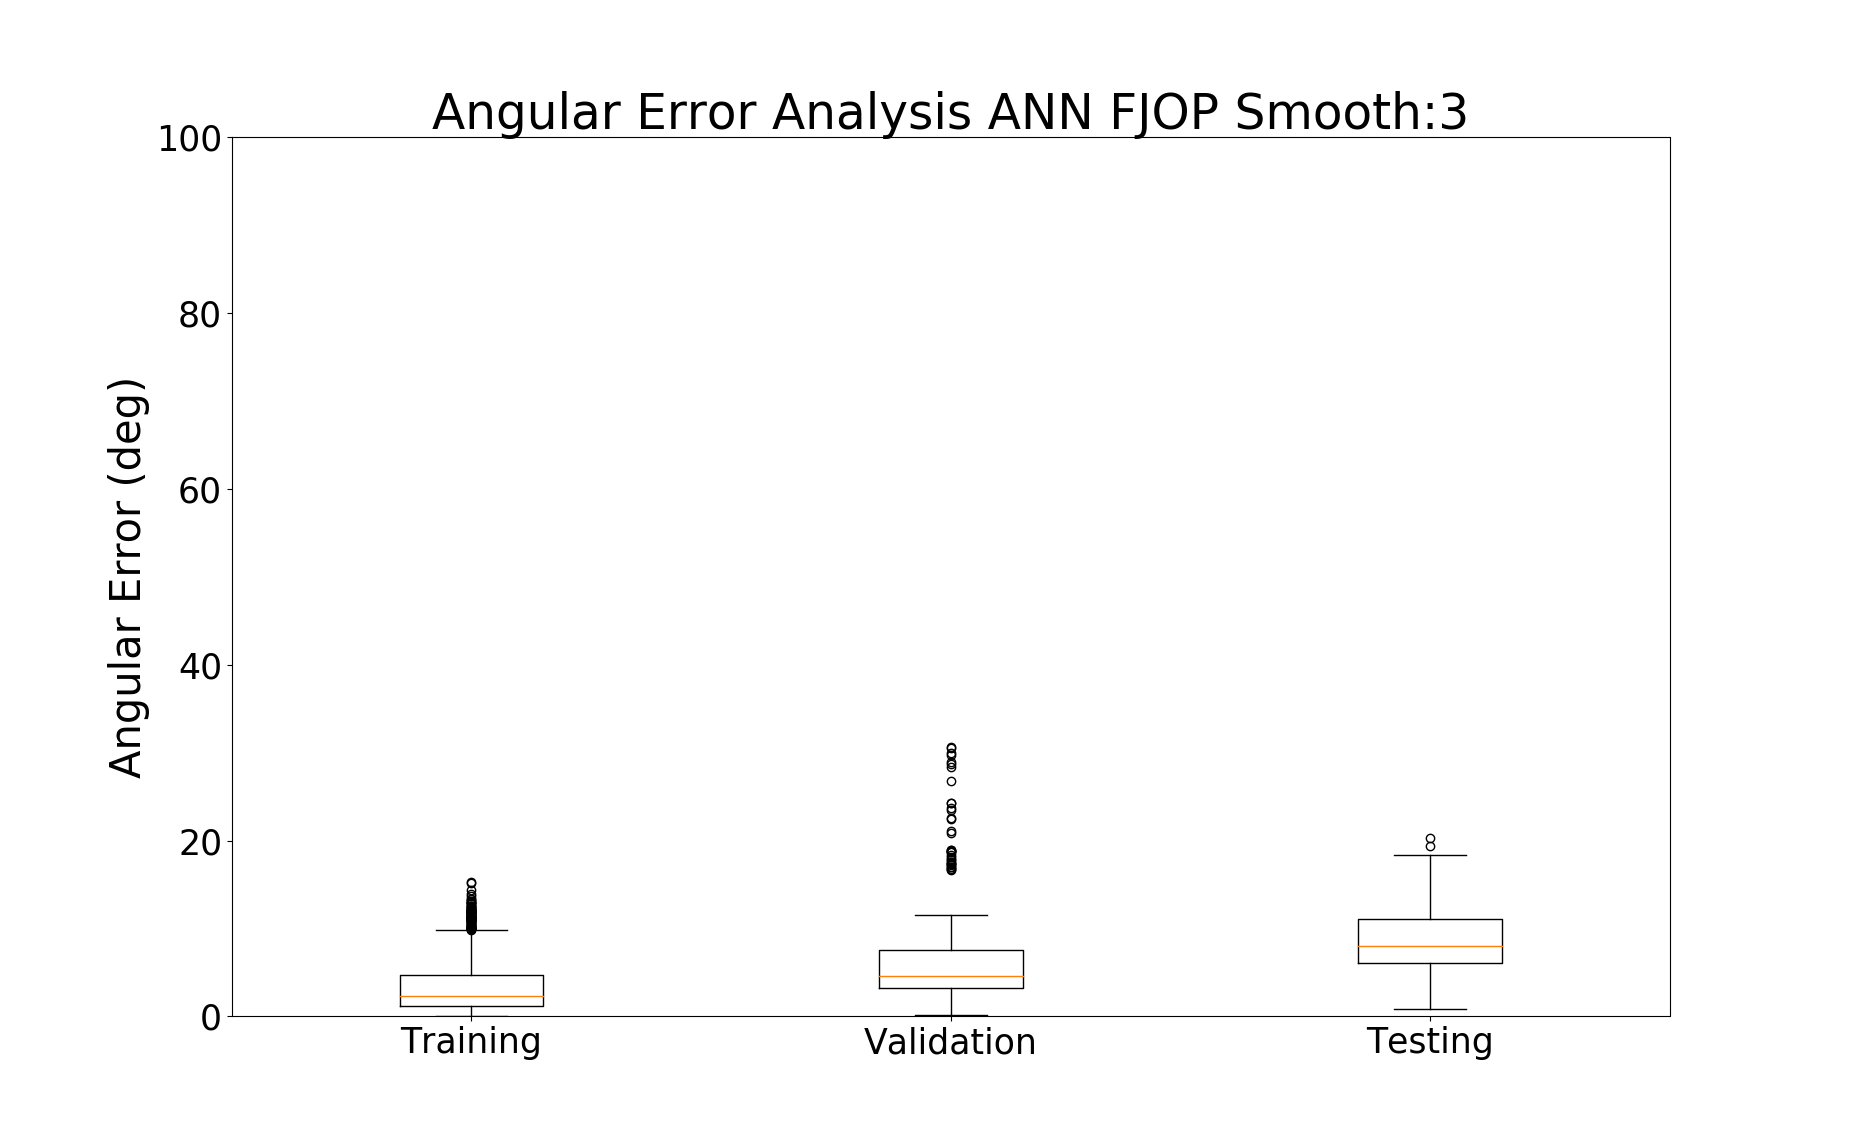 Angular Error Analysis ANN FJOP Smooth:3
100
80
60
40
20
0
Angular Error (deg)
Training
Validation
Testing